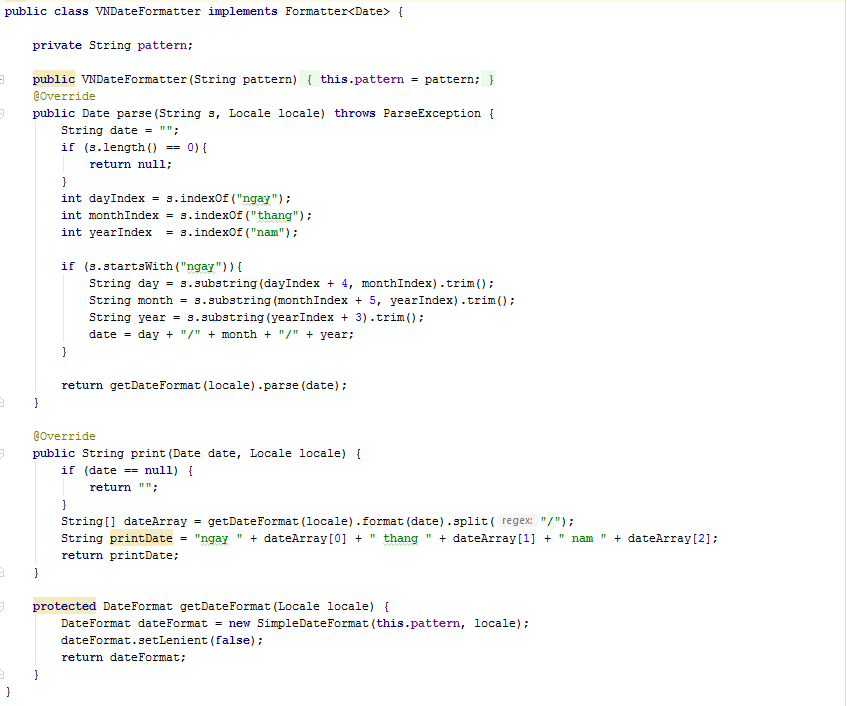 public class VNDateFormatter implements Formatter<Date> {
private String pattern;
public VNDateFormatter(String pattern) { this.pattern = pattern; }
@Override
public Date parse(String s, Locale locale) throws ParseException {
String date = "";
if (s.length() == 0){
return null;
}
int dayIndex = s.indexOf("ngay");
int monthIndex = s.indexOf("thang");
int yearIndex  = s.indexOf("nam");
if (s.startsWith("ngay")){
String day = s.substring(dayIndex + 4, monthIndex).trim();
String month = s.substring(monthIndex + 5, yearIndex).trim();
String year = s.substring(yearIndex + 3).trim();
date = day + "/" + month + "/" + year;
}
return getDateFormat(locale).parse(date);
}
@Override
public String print(Date date, Locale locale) {
if (date == null) {
return "";
}
String[] dateArray = getDateFormat(locale).format(date).split( regex: "/");
String printDate = "ngay " + dateArray[0] + " thang " + dateArray[1] + " nam " + dateArray[2];
return printDate;
}
protected DateFormat getDateFormat(Locale locale) {
DateFormat dateFormat = new SimpleDateFormat(this.pattern, locale);
dateFormat.setLenient(false);
return dateFormat;
}
}